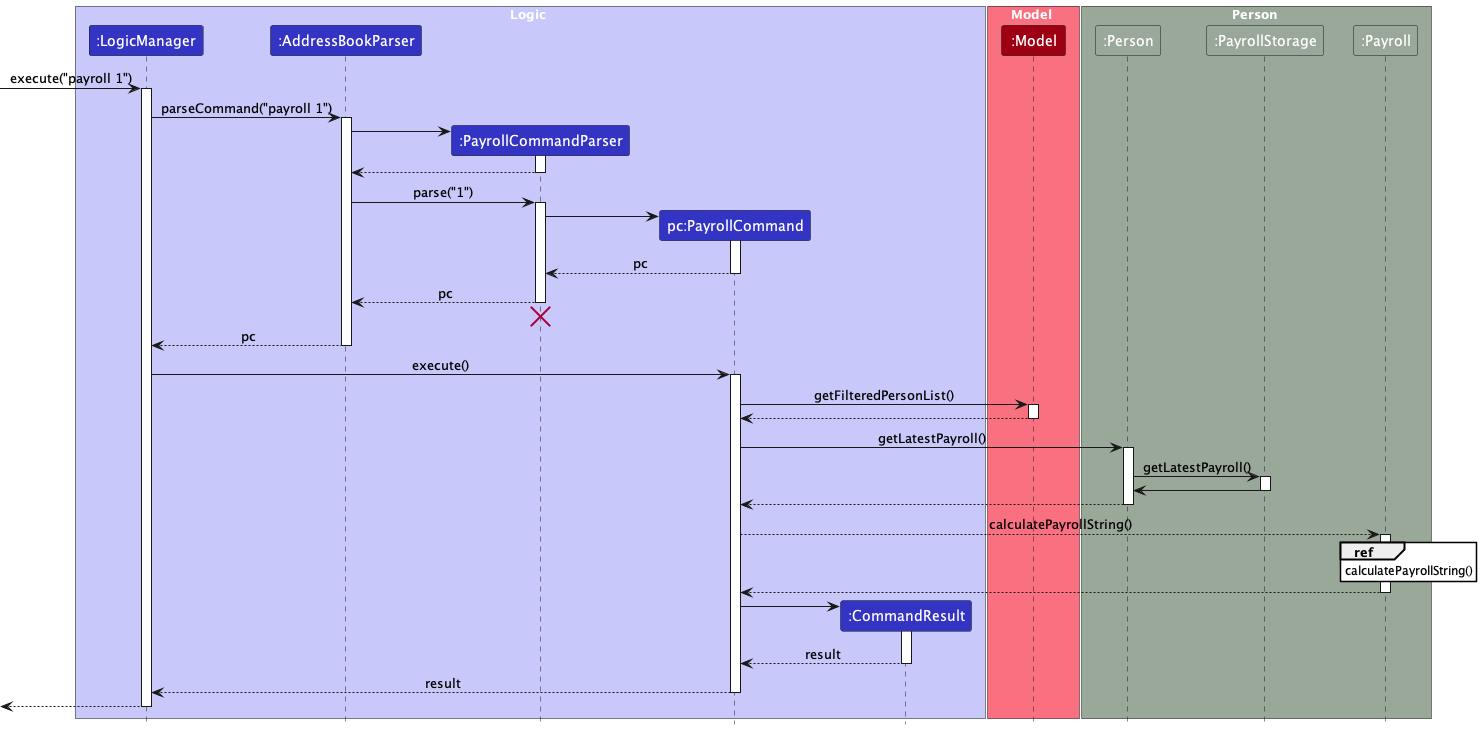 Logic
Model
Person
:LogicManager
:AddressBookParser
:Model
:Person
:PayrollStorage
:Payroll
execute("payroll 1")
parseCommand("payroll 1")
:PayrollCommandParser
parse("1")
pc:PayrollCommand
pc
pc
pc
execute()
getFilteredPersonList()
getLatestPayroll()
getLatestPayroll()
calculatePayrollString()
ref
calculatePayrollString()
:CommandResult
result
result